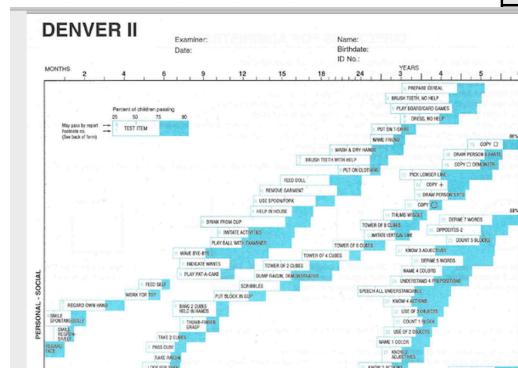 DENVER II
Examiner:
Date:
Name:
Birthdate:
ID No.:
MONTHS
YEARS
2 4 6 9 12 15 18 24 3 4 5
Percent of children passing
25 50 75 90
May pass by report
Footnote no.
(See back of form)
TEST ITEM
PREPARE CEREAL
BRUSH TEETH, NO HELP
PLAY BOARD/CARD GAMES
DRESS, NO HELP
PUT ON T-SHIRT
NAME FRIEND
COPY □
86%
WASH & DRY HANDS
DRAW PERSON 6 PARTS
BRUSH TEETH WITH HELP
COPY □ DEMONSTR.
PUT ON CLOTHING
PICK LONGER LINE
FEED DOLL
COPY +
REMOVE GARMENT
DRAW PERSON 3 PTS
USE SPOON/FORK
COPY ○
HELP IN HOUSE
THUMB WIGGLE
88%
DRINK FROM CUP
DEFINE 7 WORDS
TOWER OF 8 CUBES
IMITATE ACTIVITIES
OPPOSITES-2
IMITATE VERTICAL LINE
PLAY BALL WITH EXAMINER
COUNT 5 BLOCKS
TOWER OF 6 CUBES
WAVE BYE-BYE
TOWER OF 4 CUBES
KNOW 3 ADJECTIVES
INDICATE WANTS
TOWER OF 2 CUBES
DEFINE 5 WORDS
PLAY PAT-A-CAKE
DUMP RAISIN, DEMONSTRATED
NAME 4 COLORS
FEED SELF
SCRIBBLES
UNDERSTAND 4 PREPOSITIONS
WORK FOR TOY
PUT BLOCK IN CUP
SPEECH ALL UNDERSTANDABLE
REGARD OWN HAND
BANG 2 CUBES
HELD IN HANDS
KNOW 4 ACTIONS
USE OF 3 OBJECTS
SMILE
SPONTANEOUSLY
THUMB-FINGER
GRASP
COUNT 1 BLOCK
SMILE
RESPON-
SIVELY
TAKE 2 CUBES
USE OF 2 OBJECTS
REGARD
FACE
PASS CUBE
NAME 1 COLOR
RAKE RAISIN
KNOW 2
ADJECTIVES
PERSONAL - SOCIAL